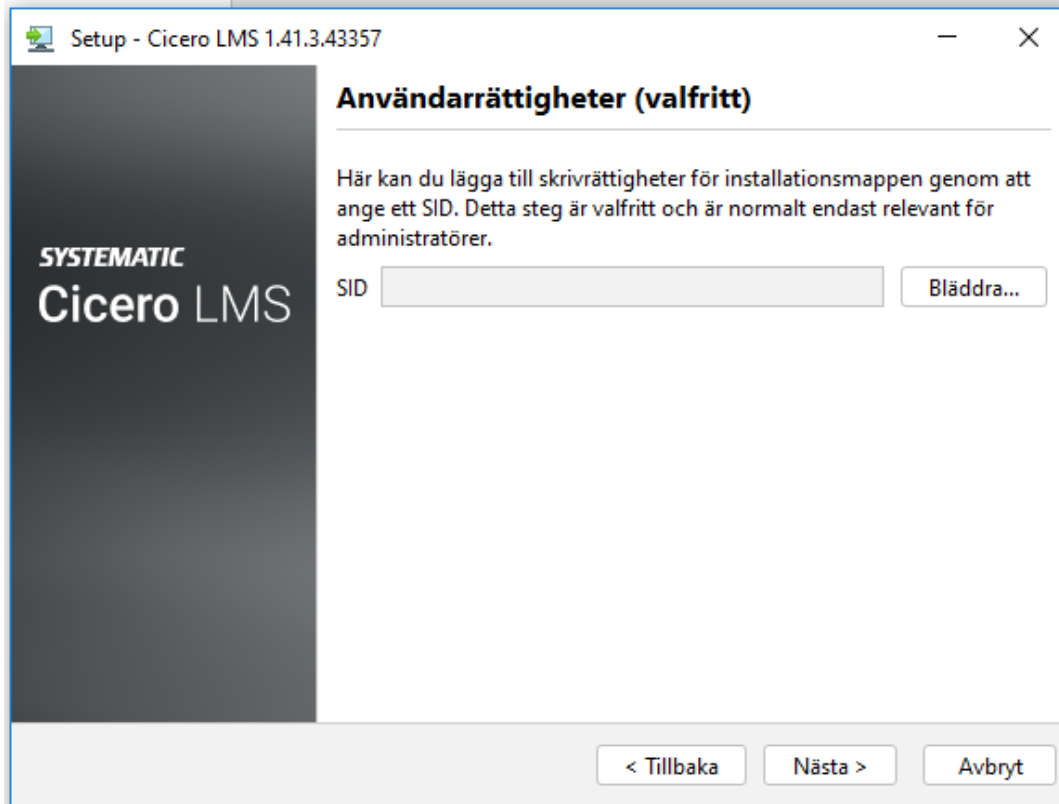 Setup - Cicero LMS 1.41.3.43357
Användarrättigheter (valfritt)
Här kan du lägga till skrivrättigheter för installationsmappen genom att
ange ett SID. Detta steg är valfritt och är normalt endast relevant för
administratörer.
SYSTEMATIC
Cicero LMS
SID
Bläddra...
< Tillbaka
Nästa >
Avbryt